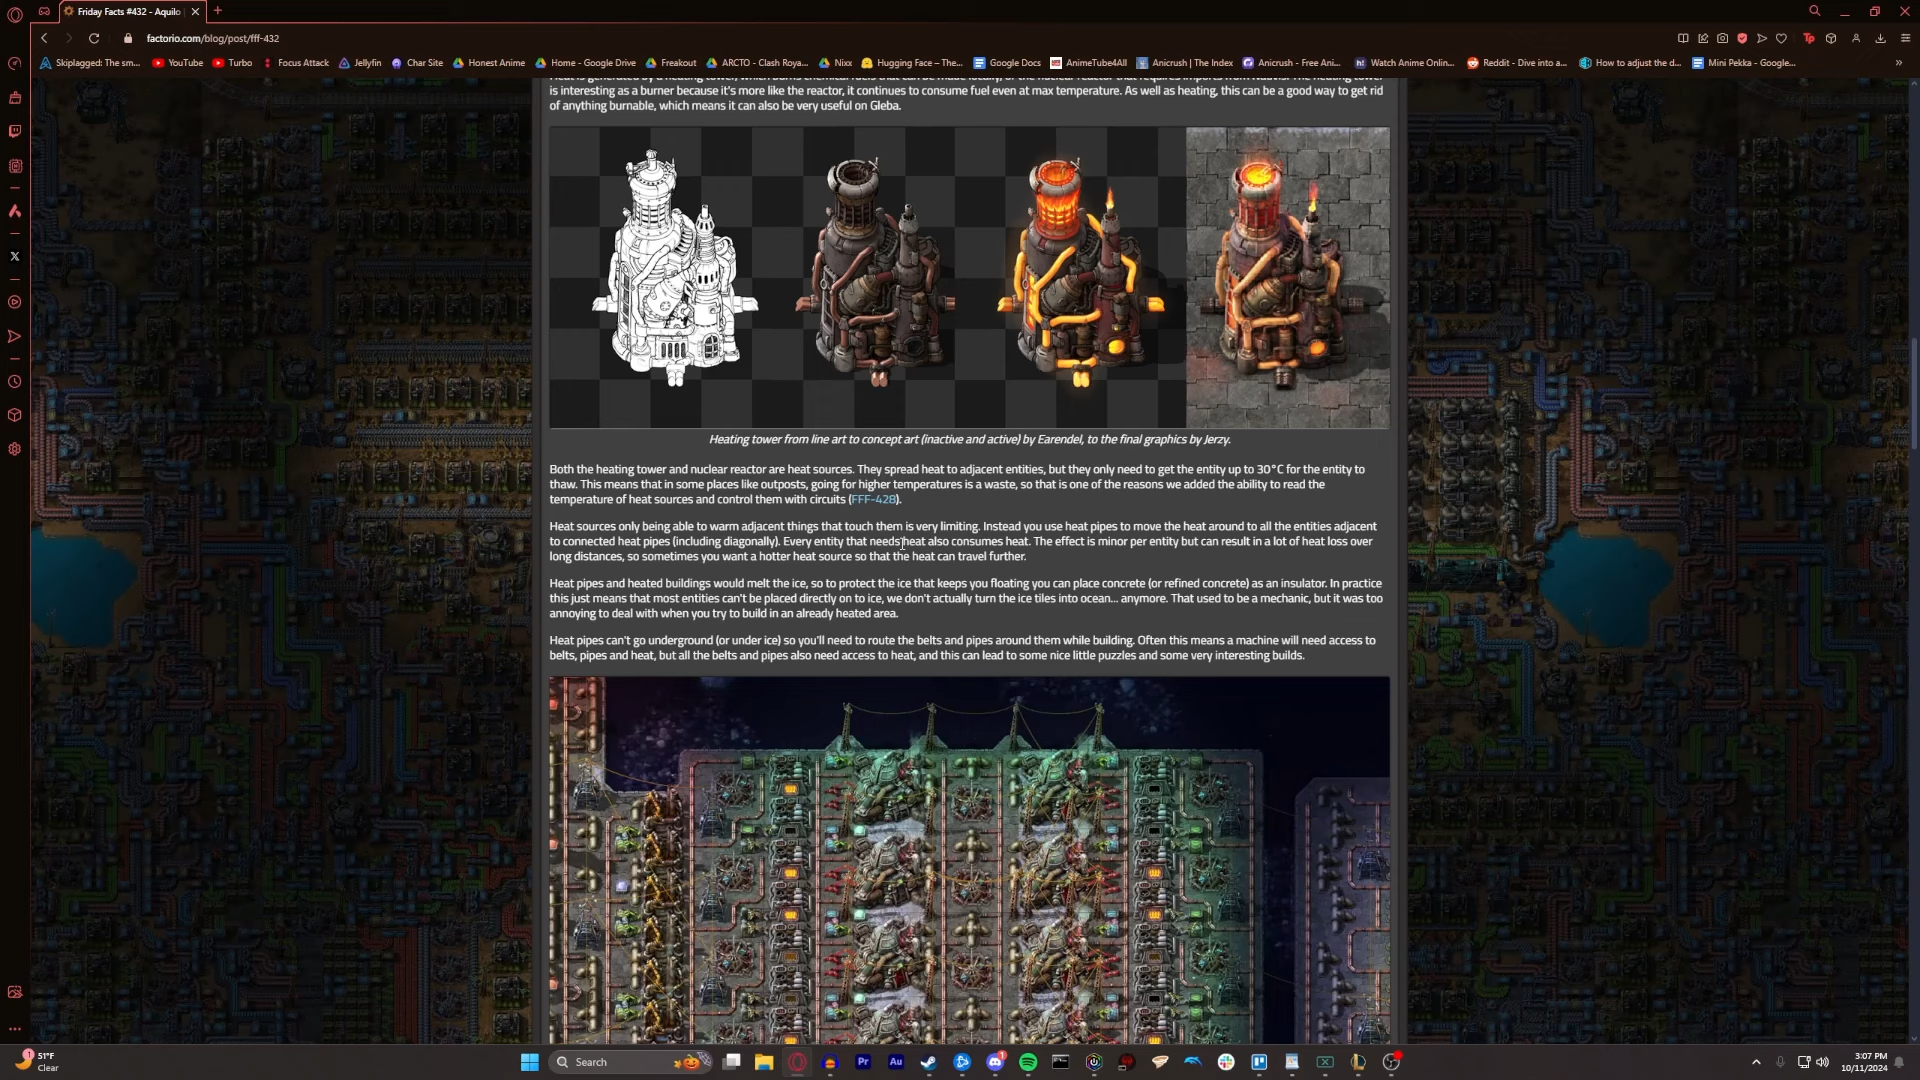 Friday Facts #432 - Aquilo
factorio.com/blog/post/fff-432
Skiplagged: The sm...
YouTube
Turbo
Focus Attack
Jellyfin
Char Site
Honest Anime
Home - Google Drive
Freakout
ARCTO - Clash Roya...
Nixx
Hugging Face – The...
Google Docs
AnimeTube4All
Anicrush | The Index
Anicrush - Free Ani...
Watch Anime Online...
Reddit - Dive into a...
How to adjust the d...
Mini Pekka - Google...
is interesting as a burner because it's more like the reactor, it continues to consume fuel even at max temperature. As well as heating, this can be a good way to get rid
of anything burnable, which means it can also be very useful on Gleba.
Heating tower from line art to concept art (inactive and active) by Earendel, to the final graphics by Jerzy.
Both the heating tower and nuclear reactor are heat sources. They spread heat to adjacent entities, but they only need to get the entity up to 30°C for the entity to
thaw. This means that in some places like outposts, going for higher temperatures is a waste, so that is one of the reasons we added the ability to read the
temperature of heat sources and control them with circuits (FFF-428).
Heat sources only being able to warm adjacent things that touch them is very limiting. Instead you use heat pipes to move the heat around to all the entities adjacent
to connected heat pipes (including diagonally). Every entity that needs heat also consumes heat. The effect is minor per entity but can result in a lot of heat loss over
long distances, so sometimes you want a hotter heat source so that the heat can travel further.
Heat pipes and heated buildings would melt the ice, so to protect the ice that keeps you floating you can place concrete (or refined concrete) as an insulator. In practice
this just means that most entities can't be placed directly on to ice, we don't actually turn the ice tiles into ocean... anymore. That used to be a mechanic, but it was too
annoying to deal with when you try to build in an already heated area.
Heat pipes can't go underground (or under ice) so you'll need to route the belts and pipes around them while building. Often this means a machine will need access to
belts, pipes and heat, but all the belts and pipes also need access to heat, and this can lead to some nice little puzzles and some very interesting builds.
51°F
Clear
Search
Pr
Au
3:07 PM
10/11/2024